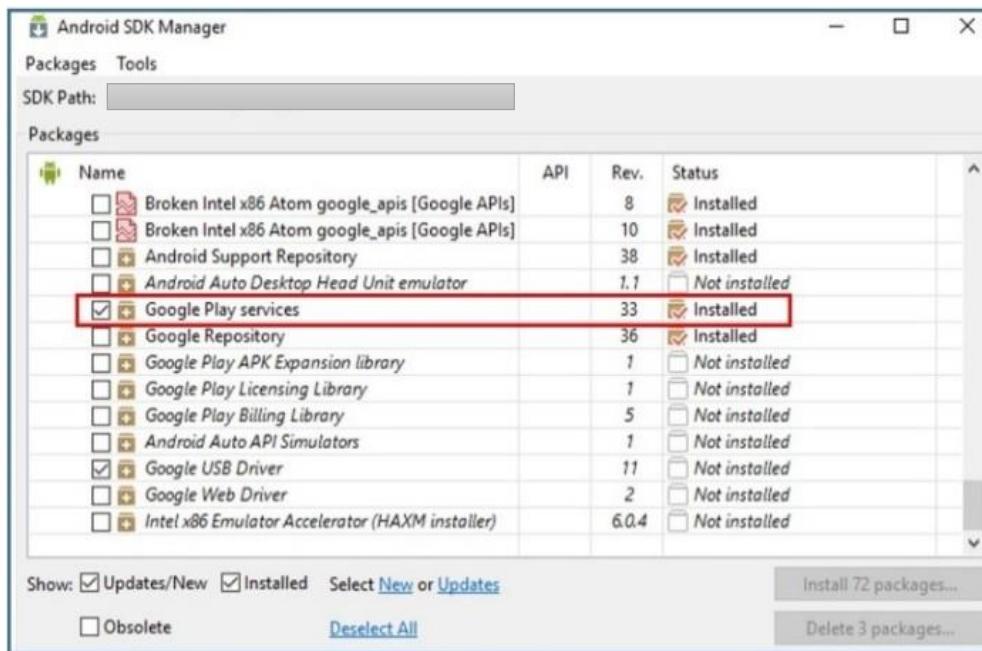 Android SDK Manager
Packages Tools
SDK Path:
Packages
Name API Rev. Status
Broken Intel x86 Atom google_apis [Google APIs] 8 Installed
Broken Intel x86 Atom google_apis [Google APIs] 10 Installed
Android Support Repository 38 Installed
Android Auto Desktop Head Unit emulator 1.1 Not installed
Google Play services 33 Installed
Google Repository 36 Installed
Google Play APK Expansion library 1 Not installed
Google Play Licensing Library 1 Not installed
Google Play Billing Library 5 Not installed
Android Auto API Simulators 1 Not installed
Google USB Driver 11 Not installed
Google Web Driver 2 Not installed
Intel x86 Emulator Accelerator (HAXM installer) 6.0.4 Not installed
Show: Updates/New Installed Select New or Updates Install 72 packages...
Obsolete Deselect All Delete 3 packages...